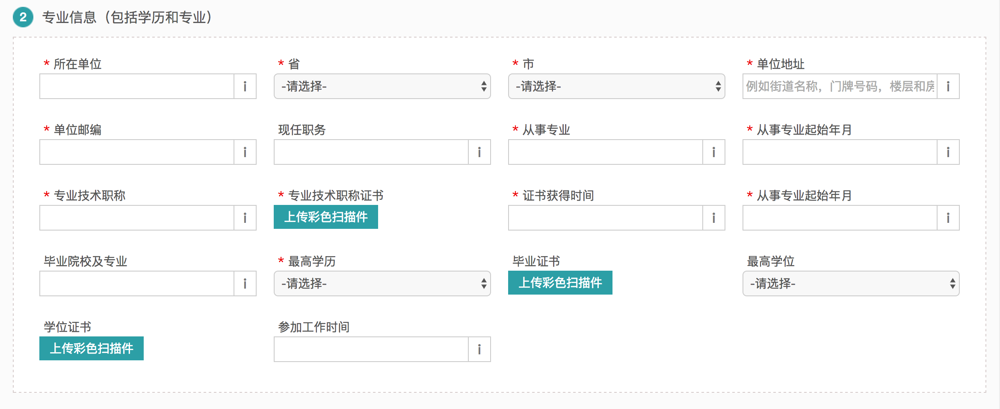 2 专业信息（包括学历和专业）
* 所在单位 * 省 * 市 * 单位地址
i -请选择- -请选择- 例如街道名称，门牌号码，楼层和房 i
* 单位邮编 现任职务 * 从事专业 * 从事专业起始年月
i i i i
* 专业技术职称 * 专业技术职称证书 * 证书获得时间 * 从事专业起始年月
i 上传彩色扫描件 i i
毕业院校及专业 * 最高学历 毕业证书 最高学位
i -请选择- 上传彩色扫描件 -请选择-
学位证书 参加工作时间
上传彩色扫描件 i